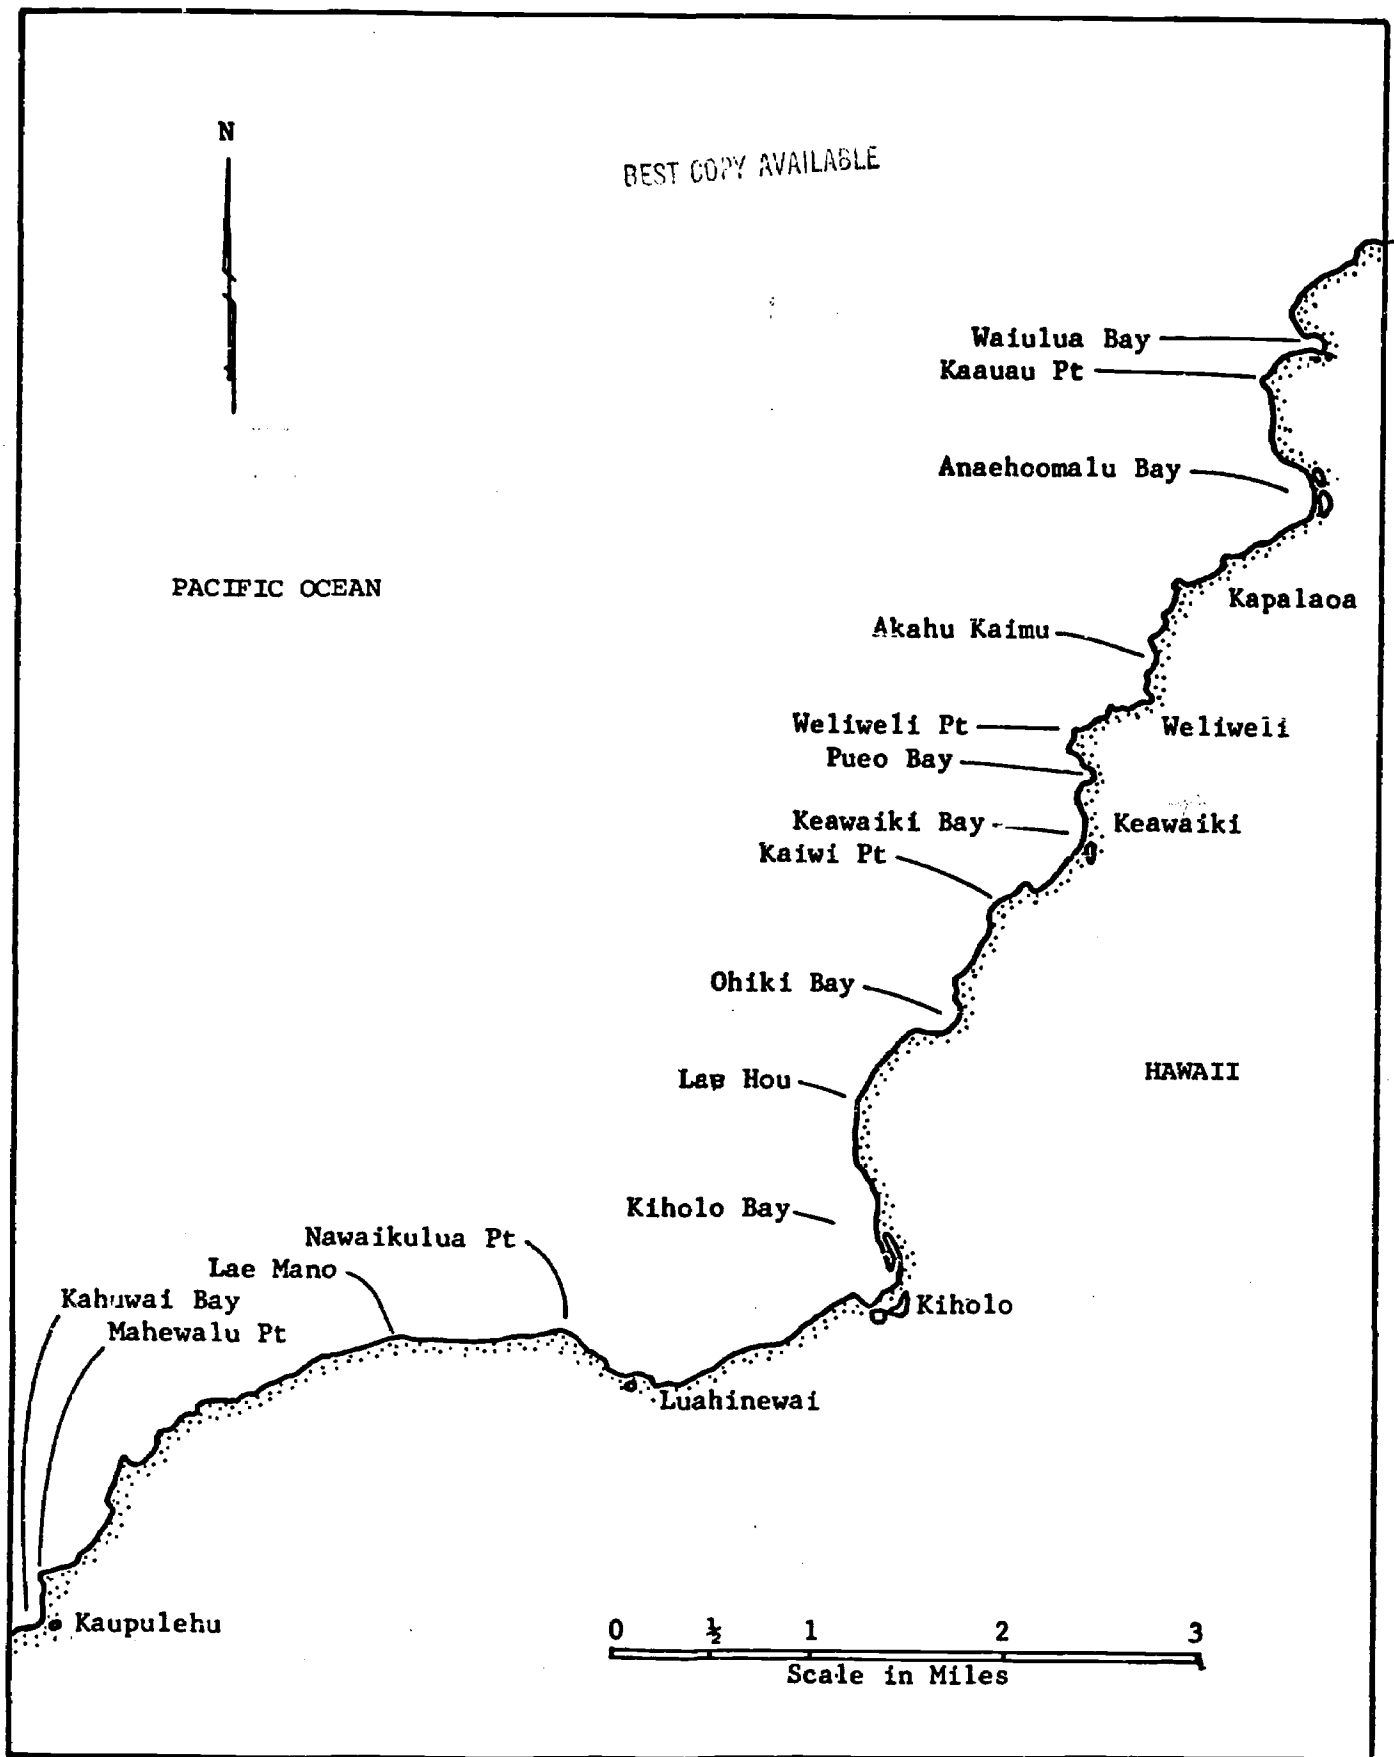 N
BEST COPY AVAILABLE
Waiulua Bay
Kaauau Pt
Anaehoomalu Bay
PACIFIC OCEAN
Kapalaoa
Akahu Kaimu
Weliweli Pt
Weliweli
Pueo Bay
Keawaiki Bay
Keawaiki
Kaiwi Pt
Ohiki Bay
HAWAII
Lae Hou
Kiholo Bay
Nawaikulua Pt
Lae Mano
Kahuwai Bay
Kiholo
Mahewalu Pt
Luahinewai
Kaupulehu
0 ½ 1 2 3
Scale in Miles